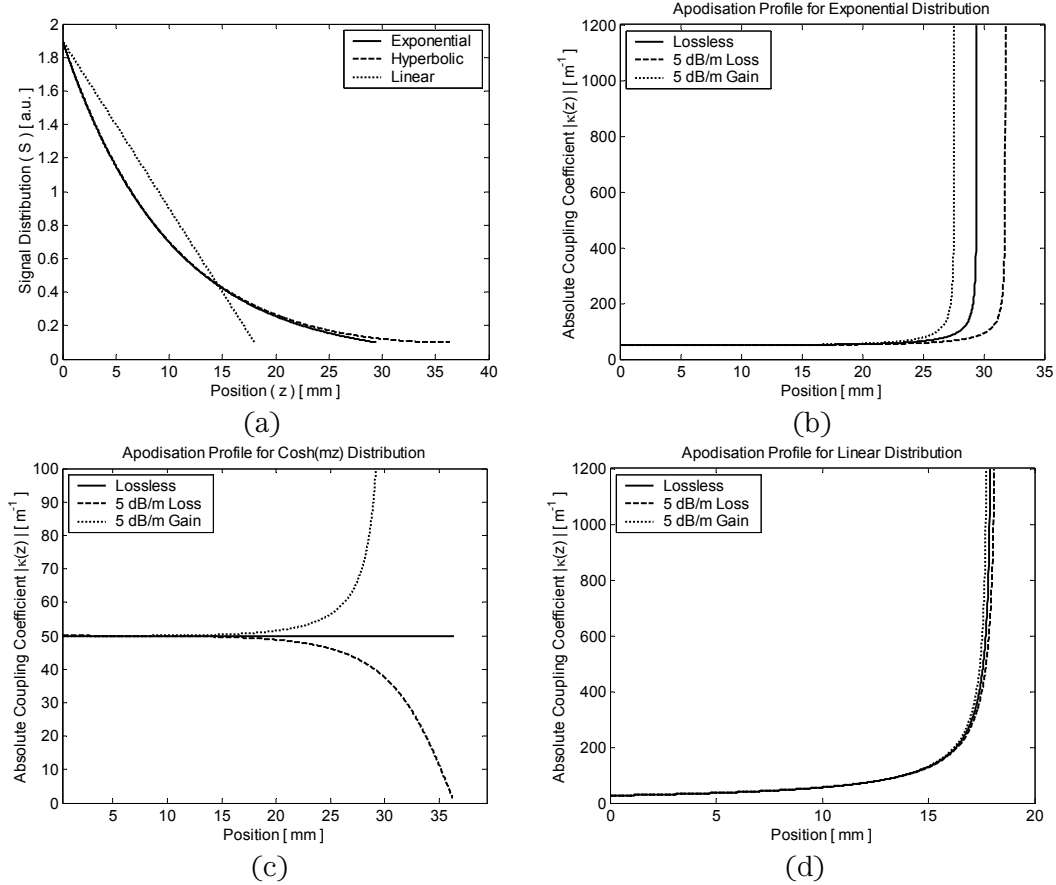 2
1.8
1.6
1.4
1.2
1
0.8
0.6
0.4
0.2
0
Signal Distribution ( S ) [ a.u. ]
Exponential
Hyperbolic
Linear
0 5 10 15 20 25 30 35 40
Position ( z ) [ mm ]
(a)
Apodisation Profile for Exponential Distribution
1200
1000
800
600
400
200
0
Absolute Coupling Coefficient |κ(z) | [ m⁻¹ ]
Lossless
5 dB/m Loss
5 dB/m Gain
0 5 10 15 20 25 30 35
Position [ mm ]
(b)
Apodisation Profile for Cosh(mz) Distribution
100
90
80
70
60
50
40
30
20
10
0
Absolute Coupling Coefficient |κ(z) | [ m⁻¹ ]
Lossless
5 dB/m Loss
5 dB/m Gain
5 10 15 20 25 30 35
Position [ mm ]
(c)
Apodisation Profile for Linear Distribution
1200
1000
800
600
400
200
0
Absolute Coupling Coefficient |κ(z) | [ m⁻¹ ]
Lossless
5 dB/m Loss
5 dB/m Gain
0 5 10 15 20
Position [ mm ]
(d)